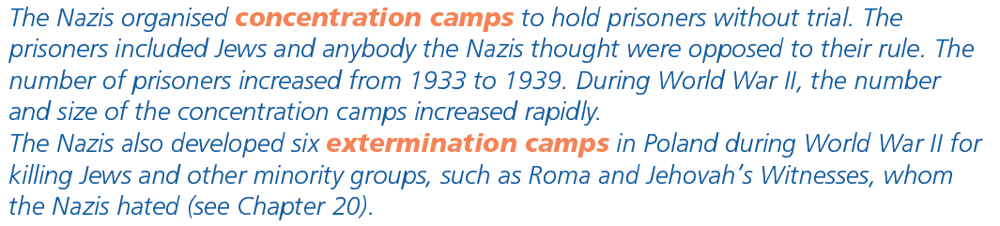 The Nazis organised concentration camps to hold prisoners without trial. The
prisoners included Jews and anybody the Nazis thought were opposed to their rule. The
number of prisoners increased from 1933 to 1939. During World War II, the number
and size of the concentration camps increased rapidly.
The Nazis also developed six extermination camps in Poland during World War II for
killing Jews and other minority groups, such as Roma and Jehovah’s Witnesses, whom
the Nazis hated (see Chapter 20).